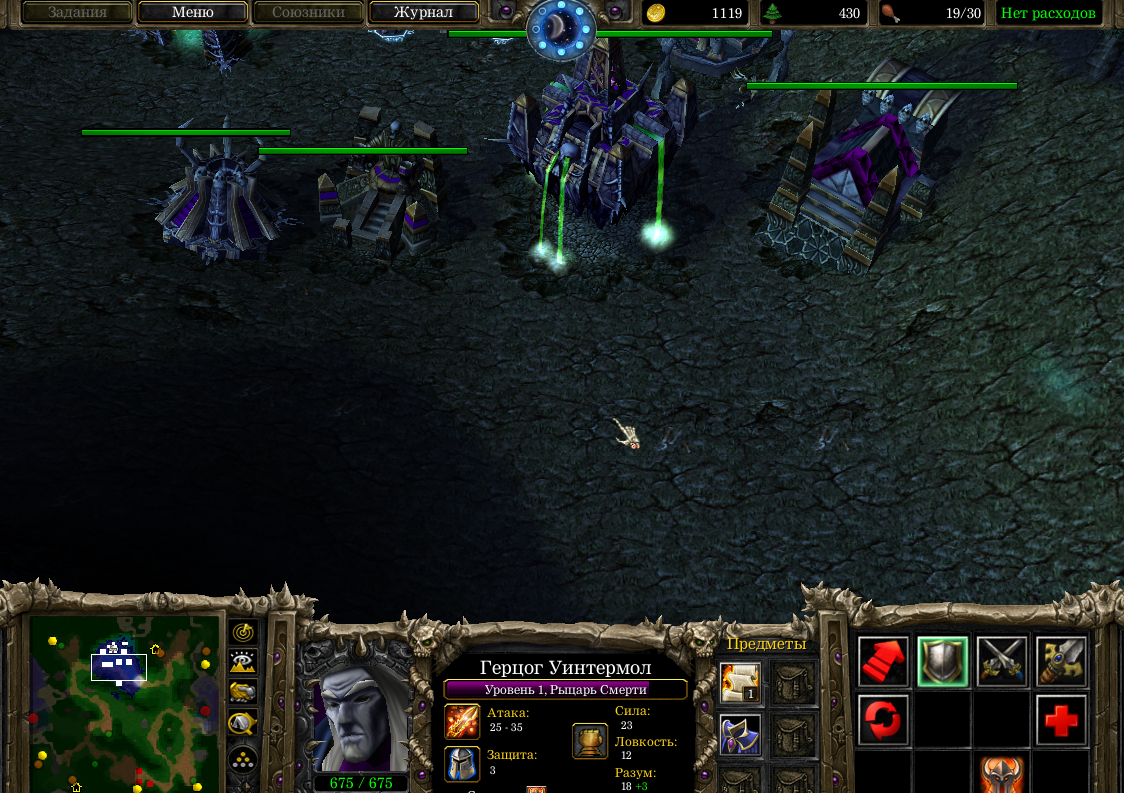 Задания Меню Союзники Журнал 1119 430 19/30 Нет расходов
Герцог Уинтермол
Уровень 1, Рыцарь Смерти
Атака:
25 - 35
Защита:
3
Сила:
23
Ловкость:
12
Разум:
18 +3
675 / 675
Предметы
1